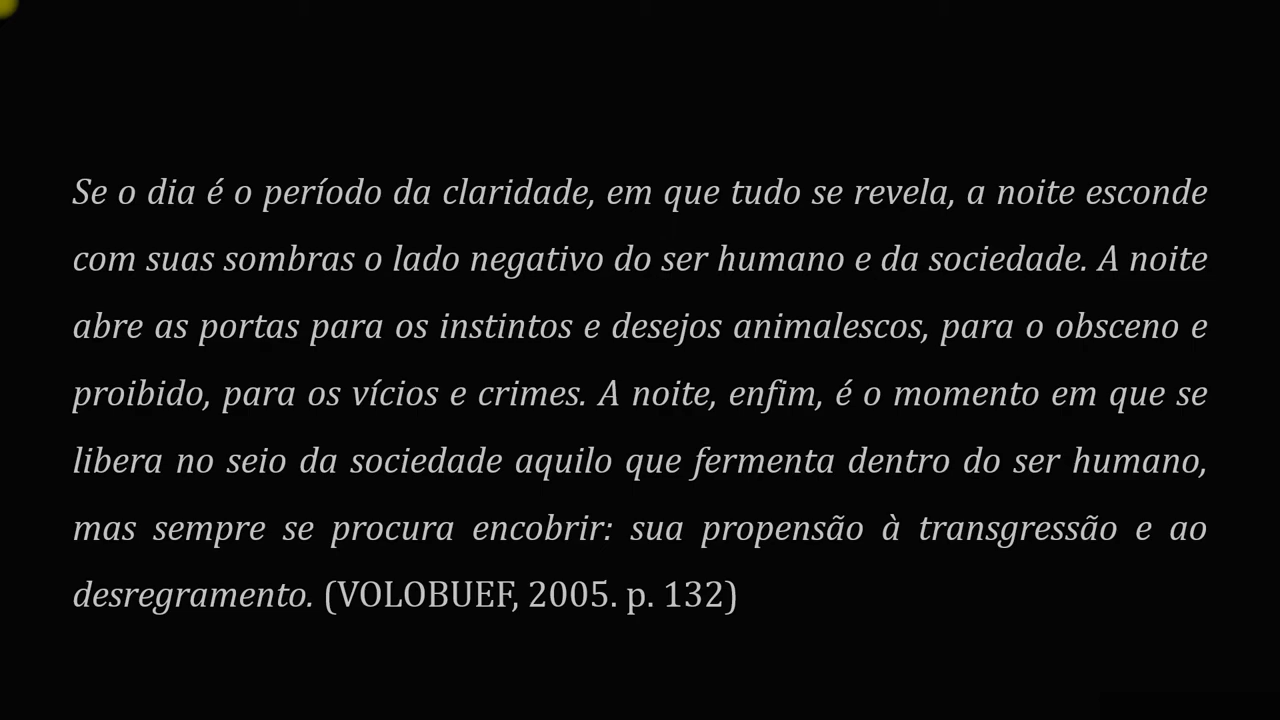 Se o dia é o período da claridade, em que tudo se revela, a noite esconde
com suas sombras o lado negativo do ser humano e da sociedade. A noite
abre as portas para os instintos e desejos animalescos, para o obsceno e
proibido, para os vícios e crimes. A noite, enfim, é o momento em que se
libera no seio da sociedade aquilo que fermenta dentro do ser humano,
mas sempre se procura encobrir: sua propensão à transgressão e ao
desregramento. (VOLOBUEF, 2005. p. 132)